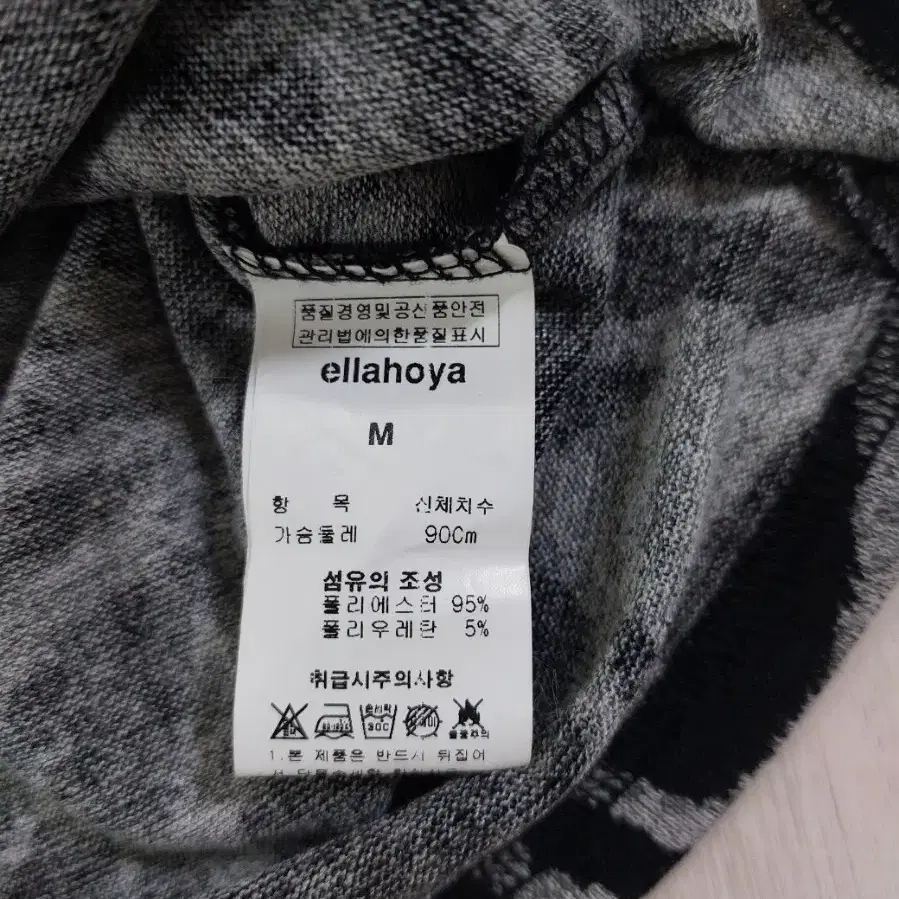 품질경영및공산품안전
관리법에의한품질표시
ellahoya
M
항 목 신체치수
가슴둘레 90Cm
섬유의 조성
폴리에스터 95%
폴리우레탄 5%
취급시주의사항
1.본 제품은 반드시 뒤집어